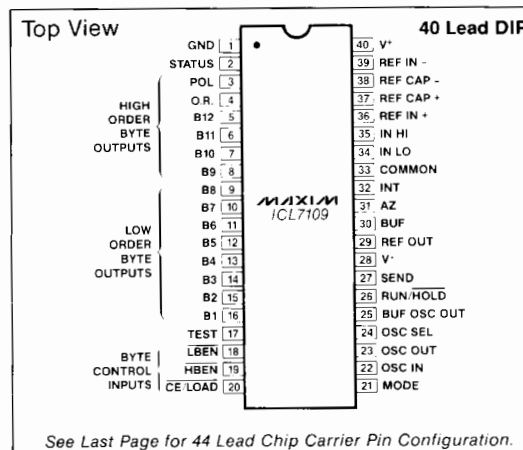 Top View
40 Lead DIP
GND 1
STATUS 2
POL 3
O.R. 4
B12 5
B11 6
B10 7
B9 8
B8 9
B7 10
B6 11
B5 12
B4 13
B3 14
B2 15
B1 16
TEST 17
LBEN 18
HBEN 19
CE/LOAD 20
HIGH
ORDER
BYTE
OUTPUTS
LOW
ORDER
BYTE
OUTPUTS
BYTE
CONTROL
INPUTS
MAXIM
ICL7109
40 V+
39 REF IN -
38 REF CAP -
37 REF CAP +
36 REF IN +
35 IN HI
34 IN LO
33 COMMON
32 INT
31 AZ
30 BUF
29 REF OUT
28 V-
27 SEND
26 RUN/HOLD
25 BUF OSC OUT
24 OSC SEL
23 OSC OUT
22 OSC IN
21 MODE
See Last Page for 44 Lead Chip Carrier Pin Configuration.